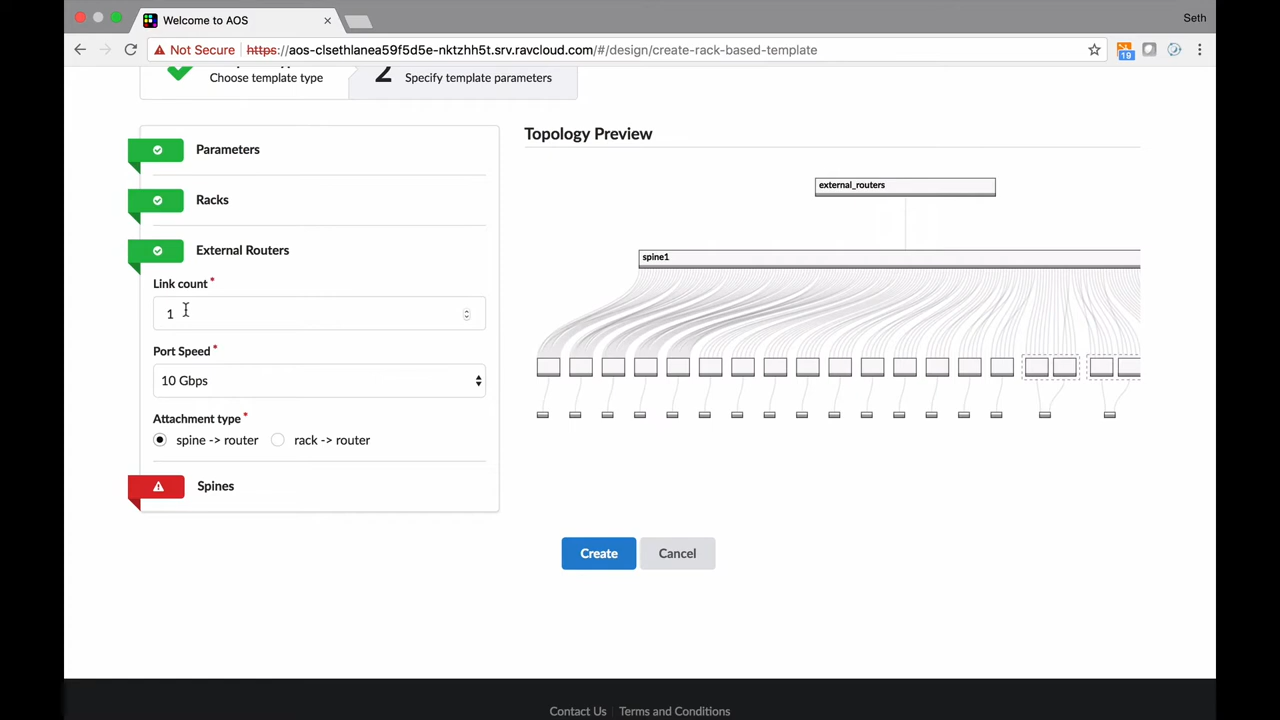 Welcome to AOS
Seth
Not Secure
https://aos-clsethlanea59f5d5e-nktzhh5t.srv.ravcloud.com/#/design/create-rack-based-template
19
Choose template type
2
Specify template parameters
Parameters
Racks
External Routers
Link count *
1
Port Speed *
10 Gbps
Attachment type *
spine -> router
rack -> router
Spines
Topology Preview
external_routers
spine1
Create
Cancel
Contact Us | Terms and Conditions